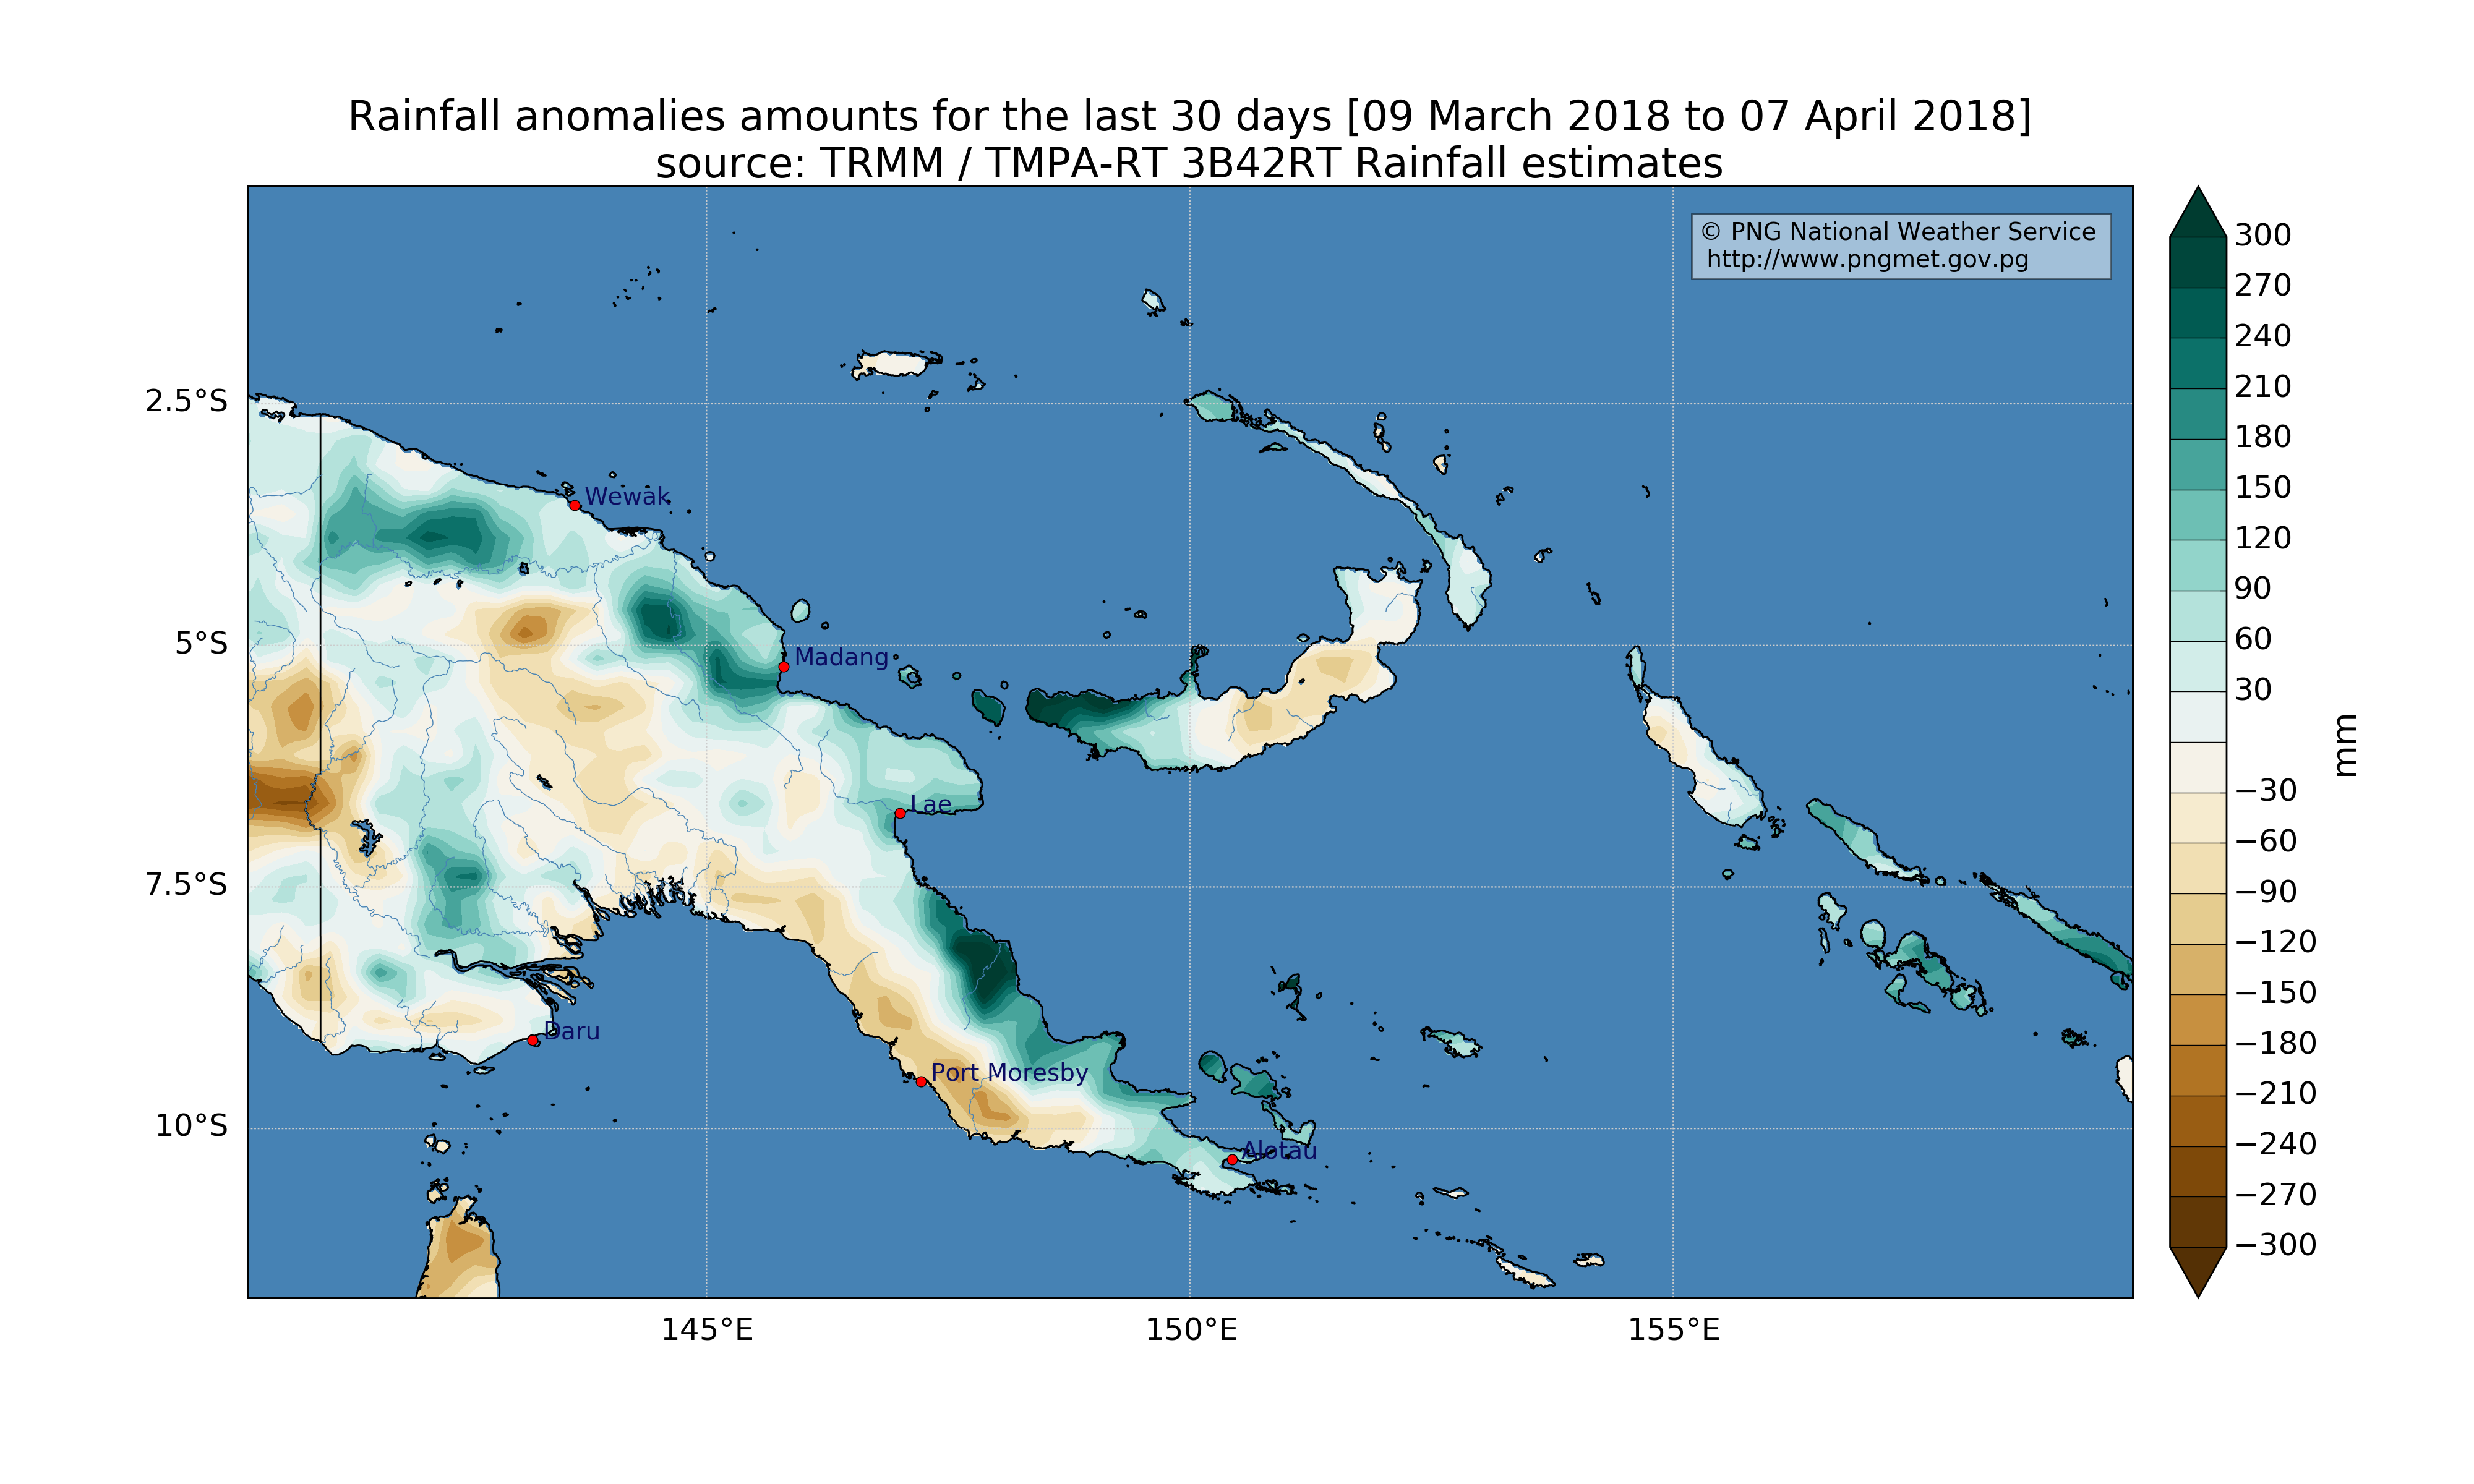 Rainfall anomalies amounts for the last 30 days [09 March 2018 to 07 April 2018]
source: TRMM / TMPA-RT 3B42RT Rainfall estimates
© PNG National Weather Service
http://www.pngmet.gov.pg
2.5°S
5°S
7.5°S
10°S
Wewak
Madang
Lae
Daru
Port Moresby
Alotau
145°E
150°E
155°E
300
270
240
210
180
150
120
90
60
30
−30
−60
−90
−120
−150
−180
−210
−240
−270
−300
mm